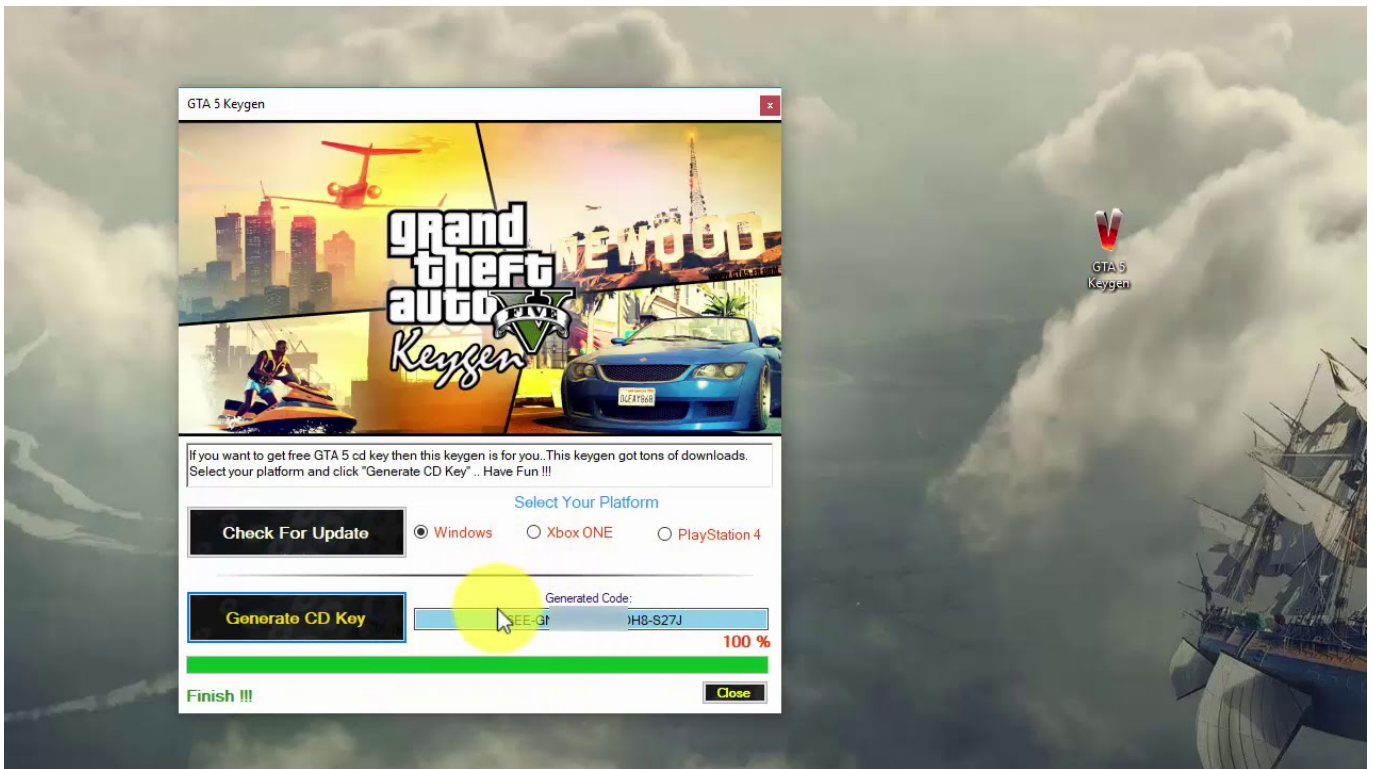 GTA 5 Keygen
x
grand
theft
auto
FIVE
Keygen
NEWOOD
GTA 5
Keygen
If you want to get free GTA 5 cd key then this keygen is for you..This keygen got tons of downloads.
Select your platform and click "Generate CD Key" .. Have Fun !!!
Select Your Platform
Check For Update
Windows
Xbox ONE
PlayStation 4
Generated Code:
Generate CD Key
H8-S27J
100 %
Finish !!!
Close